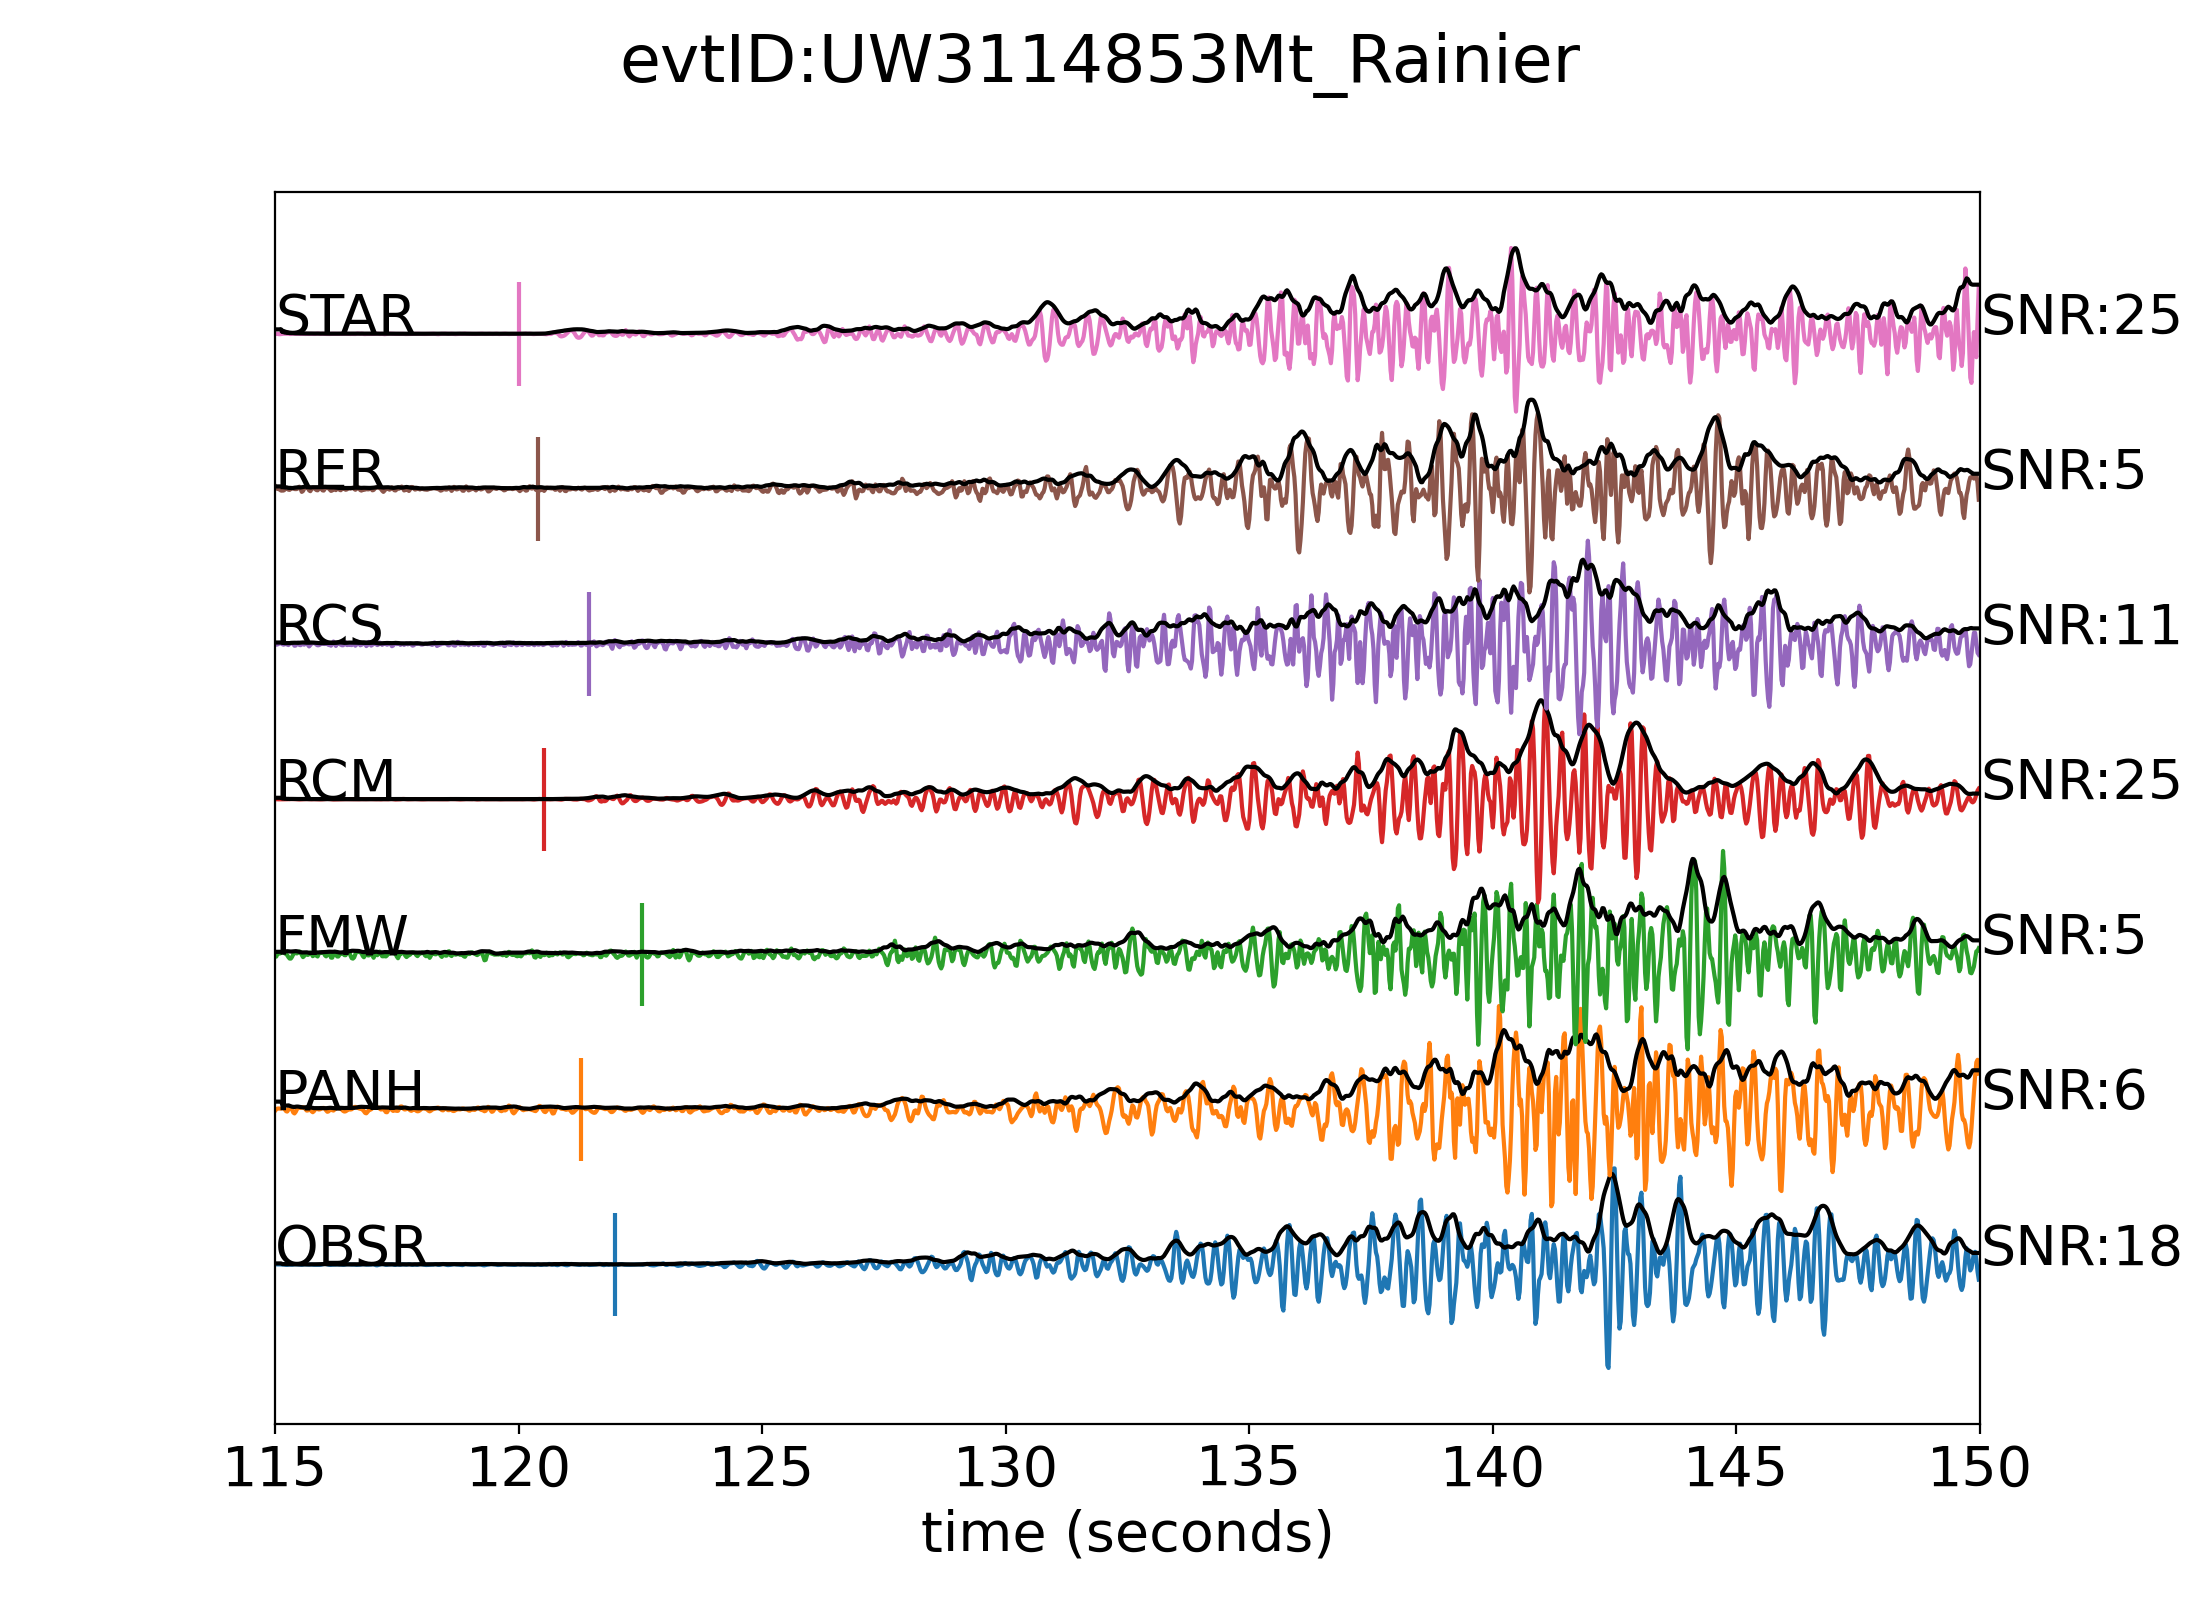 evtID:UW3114853Mt_Rainier
STAR SNR:25
RER SNR:5
RCS SNR:11
RCM SNR:25
FMW SNR:5
PANH SNR:6
OBSR SNR:18
115 120 125 130 135 140 145 150
time (seconds)